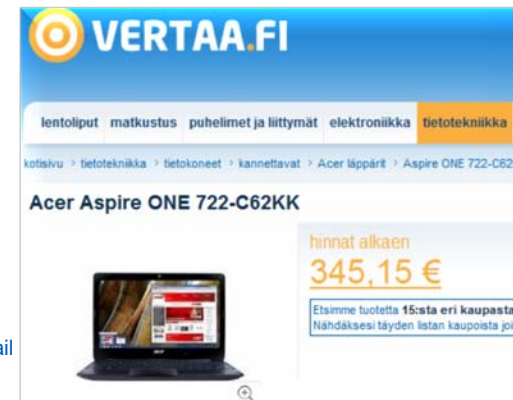 VERTAA.FI
lentoliput matkustus puhelimet ja liittymät elektroniikka tietotekniikka
kotisivu > tietotekniikka > tietokoneet > kannettavat > Acer läppärit > Aspire ONE 722-C62
Acer Aspire ONE 722-C62KK
hinnat alkaen
345,15 €
Etsimme tuotetta 15:sta eri kaupasta
Nähdäksesi täyden listan kaupoista joi
ail